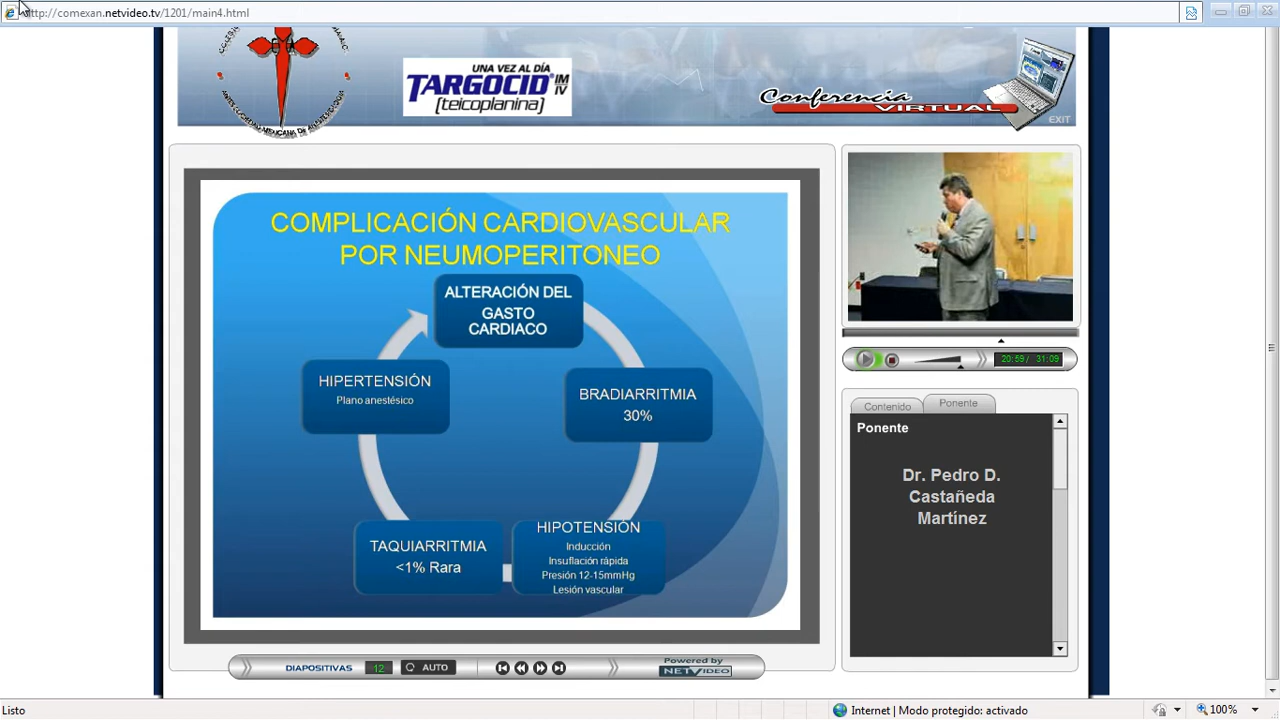 http://comexan.netvideo.tv/1201/main4.html
UNA VEZ AL DÍA
TARGOCID IM IV
[teicoplanina]
Conferencia
VIRTUAL
EXIT
COMPLICACIÓN CARDIOVASCULAR
POR NEUMOPERITONEO
ALTERACIÓN DEL
GASTO
CARDIACO
HIPERTENSIÓN
Plano anestésico
BRADIARRITMIA
30%
TAQUIARRITMIA
<1% Rara
HIPOTENSIÓN
Inducción
Insuflación rápida
Presión 12-15mmHg
Lesión vascular
20:59/ 31:09
Contenido
Ponente
Ponente
Dr. Pedro D.
Castañeda
Martínez
DIAPOSITIVAS 12 AUTO
Powered by
NETVIDEO
Listo
Internet | Modo protegido: activado
100%